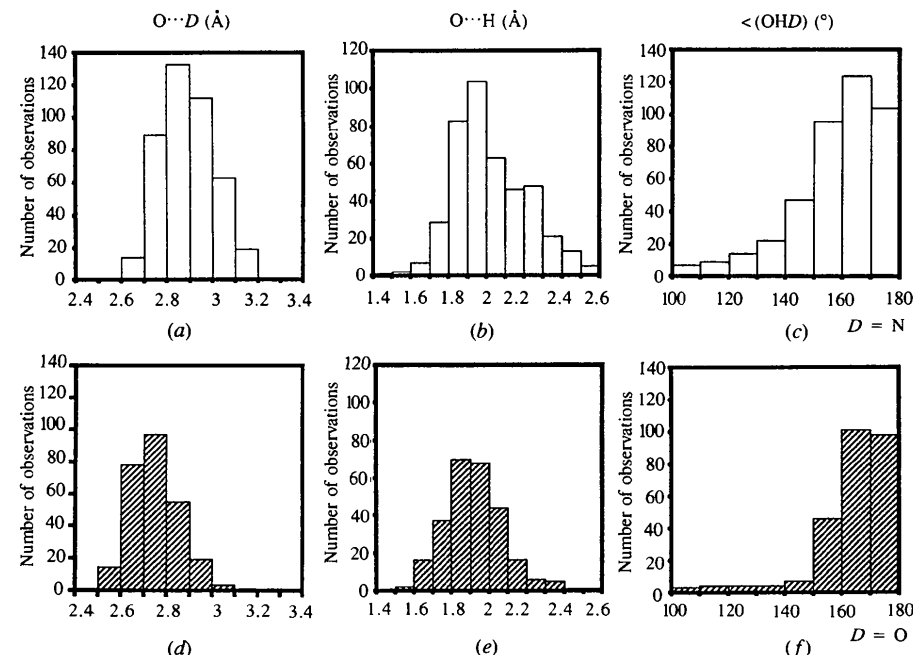 O···D (Å) O···H (Å) <(OHD) (°)
Number of observations
140
120
100
80
60
40
20
0
2.4 2.6 2.8 3 3.2 3.4
(a)
Number of observations
120
100
80
60
40
20
0
1.4 1.6 1.8 2 2.2 2.4 2.6
(b)
Number of observations
140
120
100
80
60
40
20
0
100 120 140 160 180
(c) D = N
Number of observations
140
120
100
80
60
40
20
0
2.4 2.6 2.8 3 3.2 3.4
(d)
Number of observations
120
100
80
60
40
20
0
1.4 1.6 1.8 2 2.2 2.4 2.6
(e)
Number of observations
140
120
100
80
60
40
20
0
100 120 140 160 180
(f) D = O